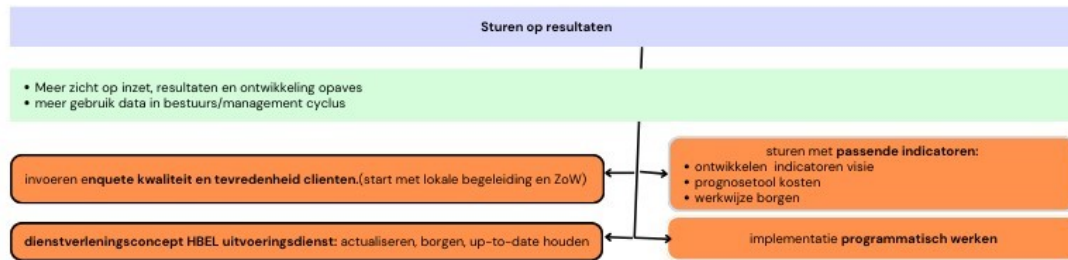 Sturen op resultaten
• Meer zicht op inzet, resultaten en ontwikkeling opaves
• meer gebruik data in bestuurs/management cyclus
invoeren enquete kwaliteit en tevredenheid clienten.(start met lokale begeleiding en ZoW)
sturen met passende indicatoren:
• ontwikkelen indicatoren visie
• prognosetool kosten
• werkwijze borgen
dienstverleningsconcept HBEL uitvoeringsdienst: actualiseren, borgen, up-to-date houden
implementatie programmatisch werken